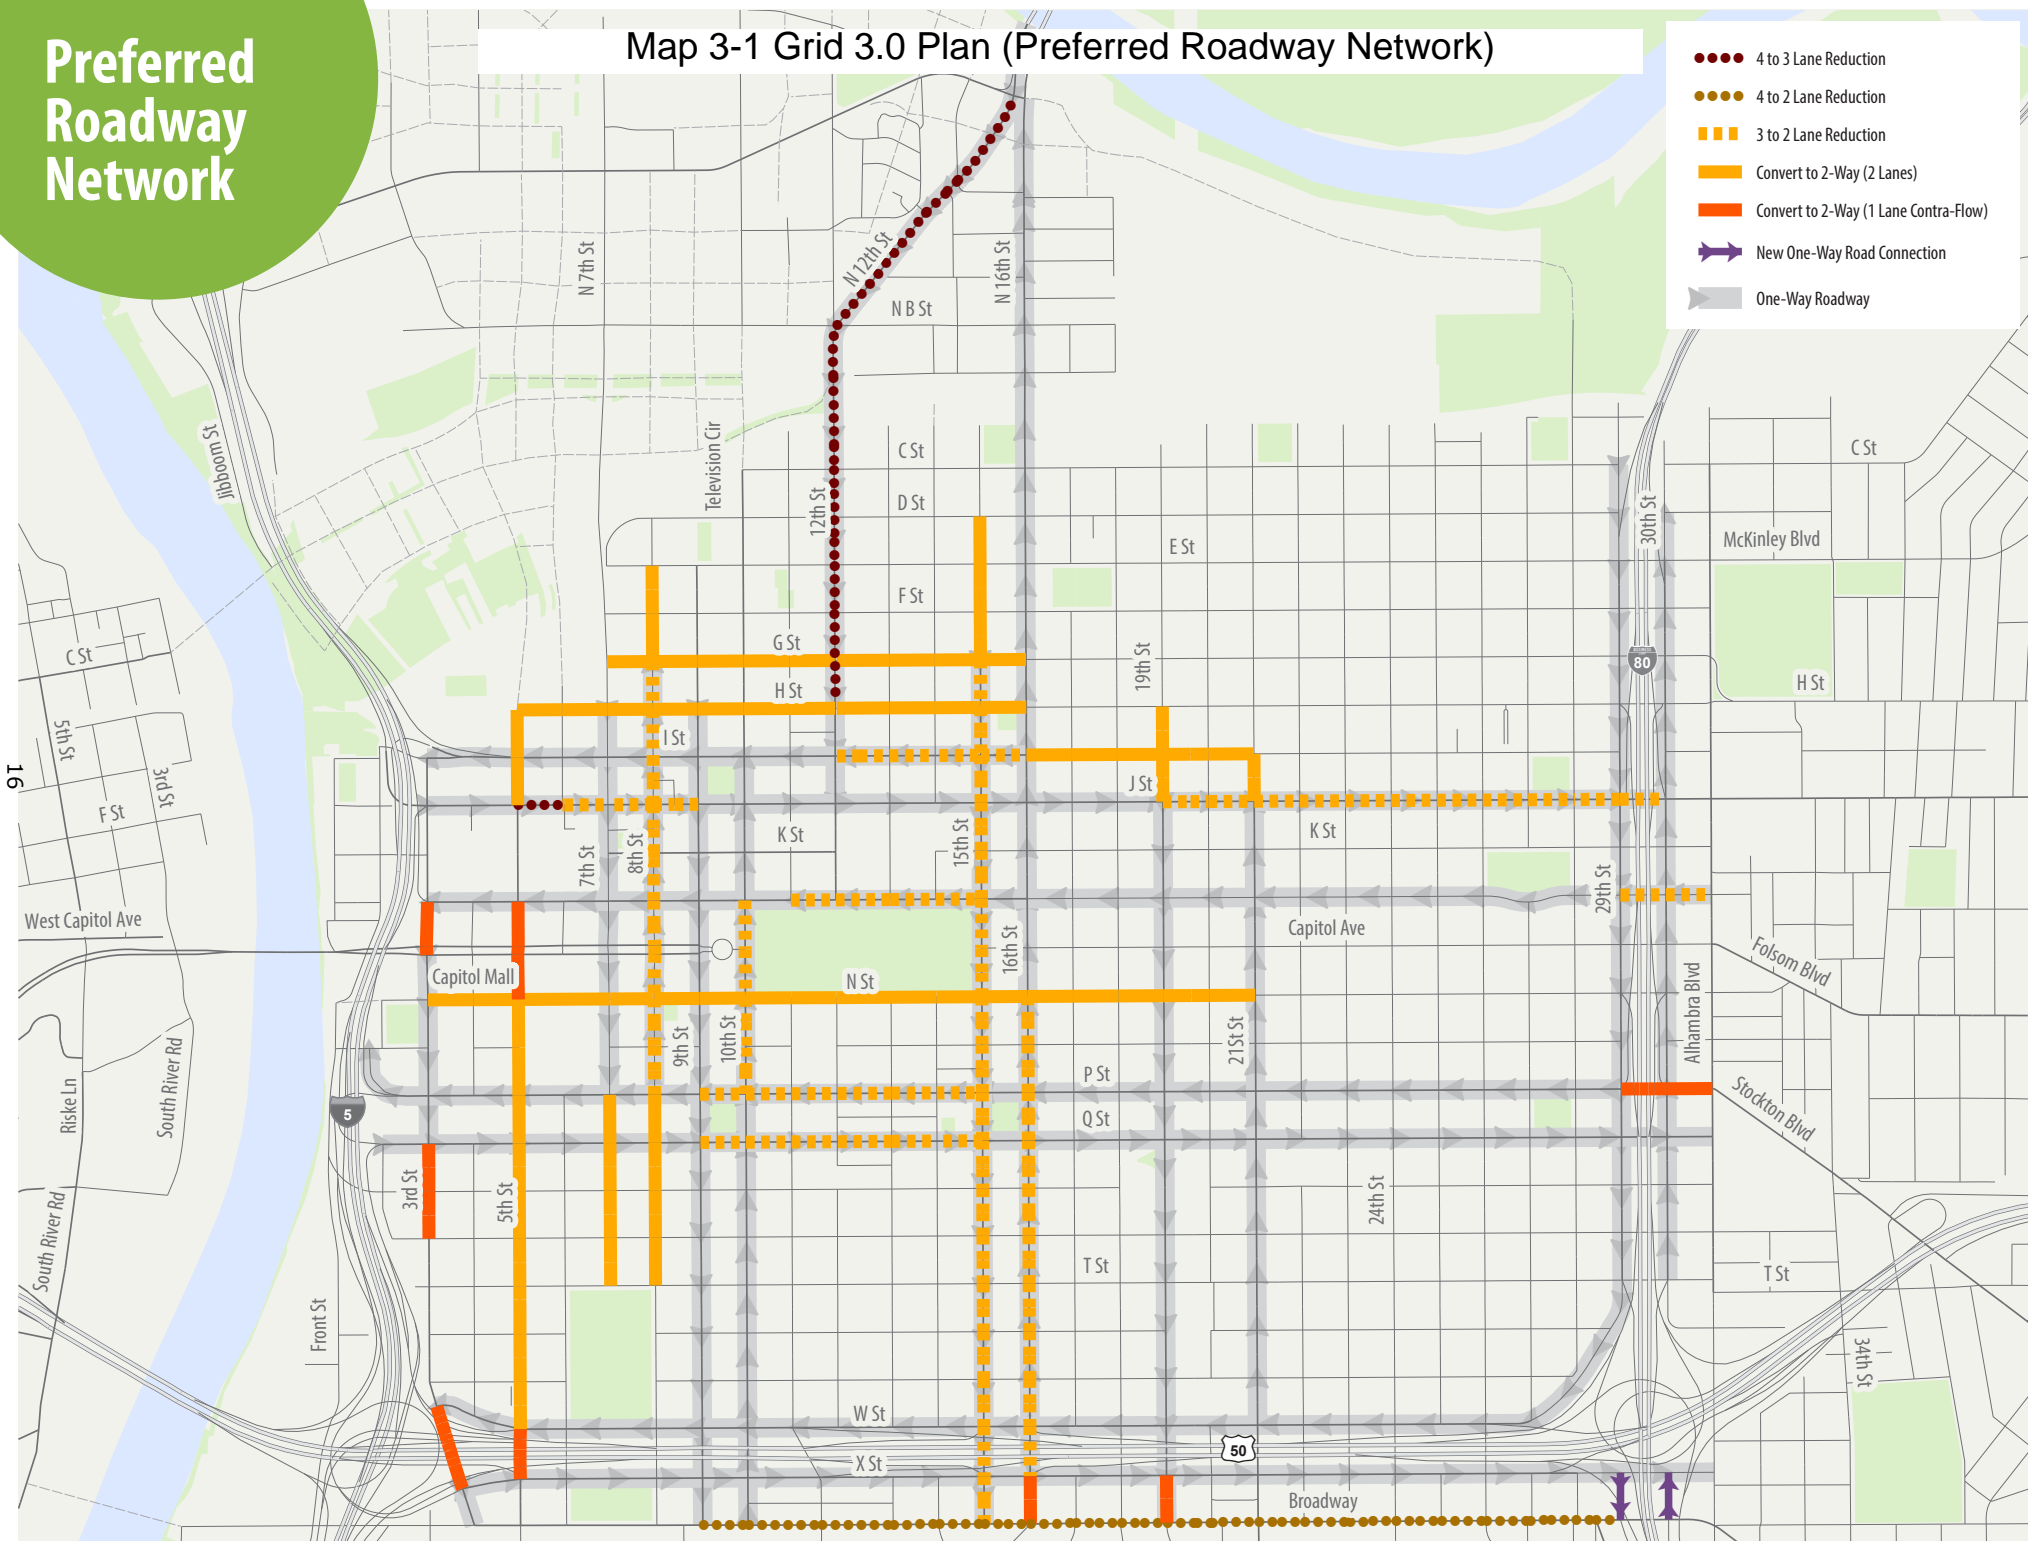 Preferred
Roadway
Network
Map 3-1 Grid 3.0 Plan (Preferred Roadway Network)
4 to 3 Lane Reduction
4 to 2 Lane Reduction
3 to 2 Lane Reduction
Convert to 2-Way (2 Lanes)
Convert to 2-Way (1 Lane Contra-Flow)
New One-Way Road Connection
One-Way Roadway
N 7th St
N 12th St
N 16th St
N B St
Jibboom St
Television Cir
12th St
C St
D St
E St
F St
30th St
C St
McKinley Blvd
G St
H St
19th St
BUSINESS
80
H St
C St
5th St
3rd St
F St
16
I St
J St
K St
K St
7th St
8th St
15th St
29th St
West Capitol Ave
Capitol Mall
16th St
Capitol Ave
N St
Folsom Blvd
Alhambra Blvd
9th St
10th St
21St St
P St
Q St
Stockton Blvd
5
Riske Ln
South River Rd
South River Rd
3rd St
5th St
24th St
T St
T St
Front St
34th St
W St
50
X St
Broadway